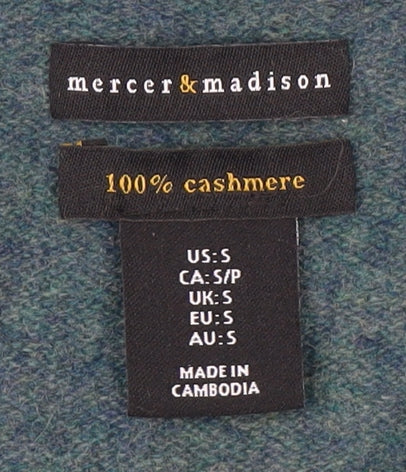 mercer&madison
100% cashmere
US:S
CA:S/P
UK:S
EU:S
AU:S
MADE IN
CAMBODIA